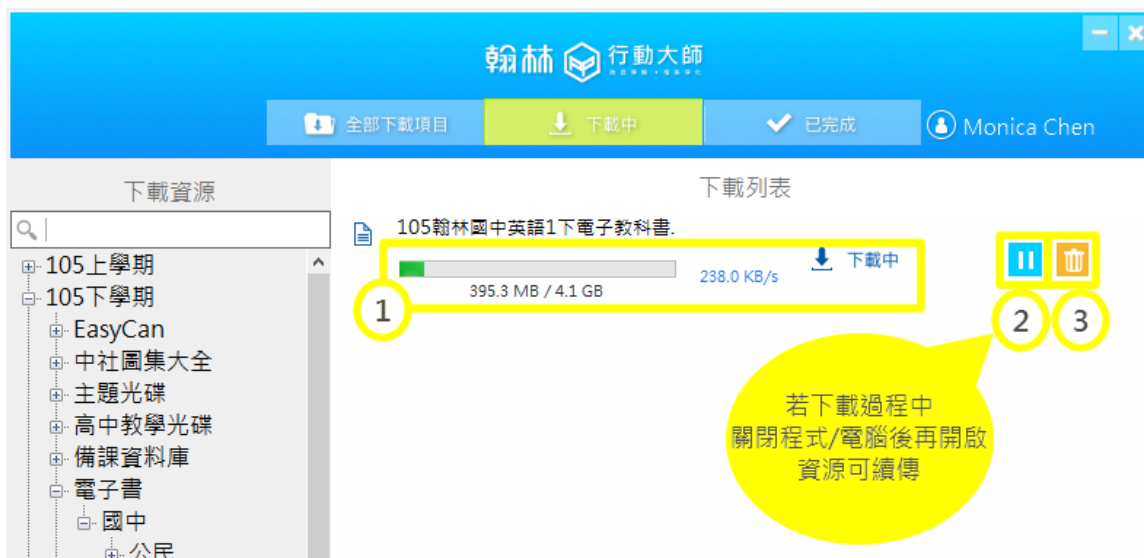 翰林 行動大師
全部下載項目
下載中
已完成
Monica Chen
下載資源
105上學期
105下學期
EasyCan
中社圖集大全
主題光碟
高中教學光碟
備課資料庫
電子書
國中
公民
下載列表
105翰林國中英語1下電子教科書.
395.3 MB / 4.1 GB
238.0 KB/s
下載中
1
2
3
若下載過程中
關閉程式/電腦後再開啟
資源可續傳